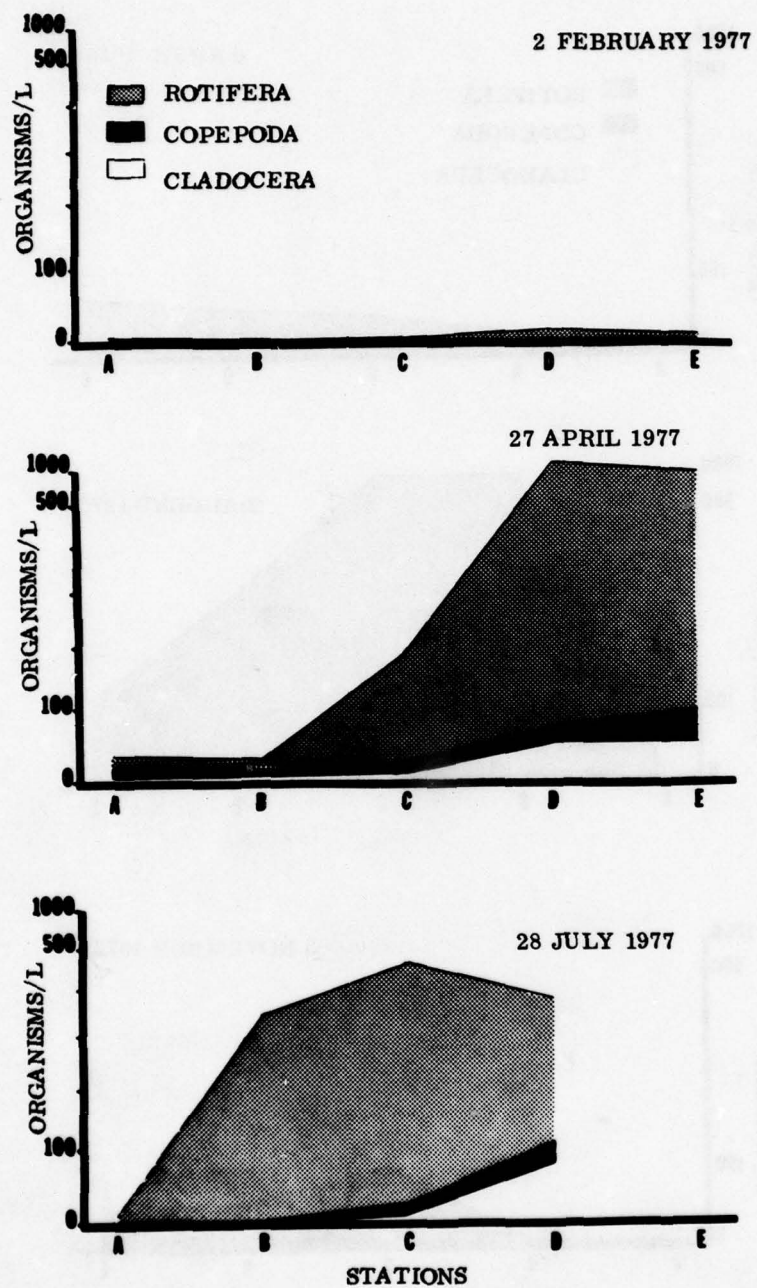 2 FEBRUARY 1977
1000
500
100
0
ORGANISMS/L
ROTIFERA
COPEPODA
CLADOCERA
A B C D E
27 APRIL 1977
1000
500
100
0
ORGANISMS/L
A B C D E
28 JULY 1977
1000
500
100
0
ORGANISMS/L
A B C D E
STATIONS